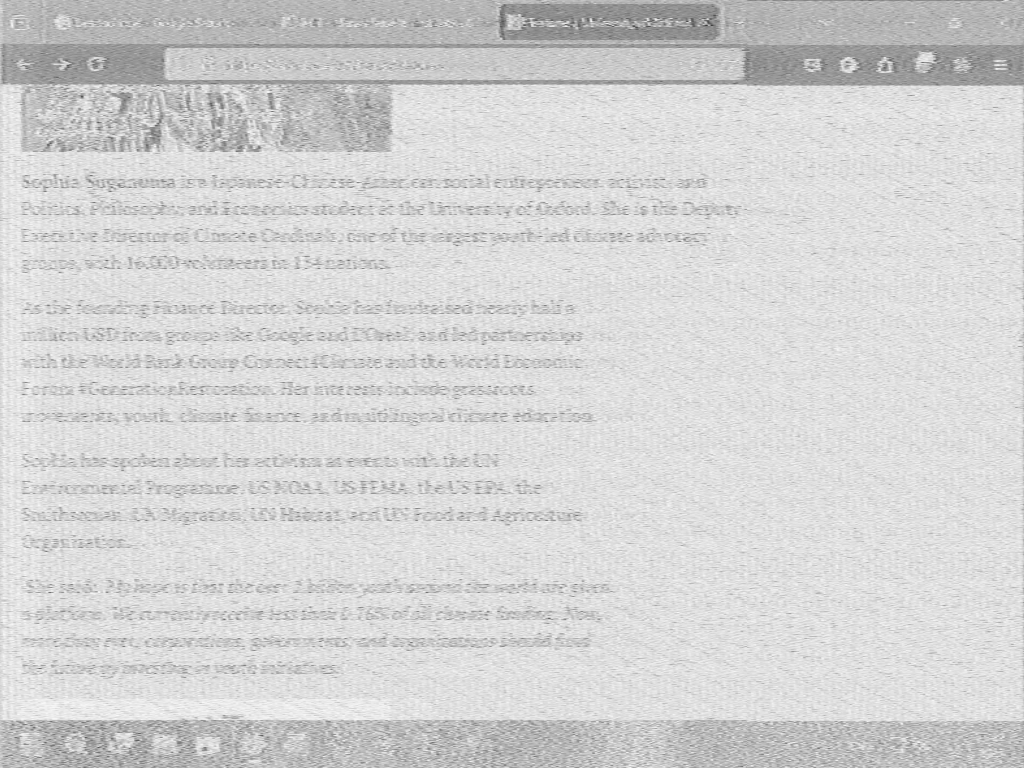 Sophia Suganuma is a Japanese-Chinese-American social entrepreneur, activist, and
Politics, Philosophy, and Economics student at the University of Oxford. She is the Deputy
Executive Director of Climate Cardinals, one of the largest youth-led climate advocacy
groups, with 16,000 volunteers in 134 nations.
As the founding Finance Director, Sophia has fundraised nearly half a
million USD from groups like Google and L'Oreal, and led partnerships
with the World Bank Group Connect4Climate and the World Economic
Forum #GenerationRestoration. Her interests include grassroots
movements, youth, climate finance, and multilingual climate education.
Sophia has spoken about her activism at events with the UN
Environmental Programme, US NOAA, US FEMA, the US EPA, the
Smithsonian, UN Migration, UN Habitat, and UN Food and Agriculture
Organisation.
She said: 'My hope is that the over 2 billion youth around the world are given
a platform. We currently receive less than 0.76% of all climate funding. Now,
more than ever, corporations, governments, and organizations should fund
the future by investing in youth initiatives.'